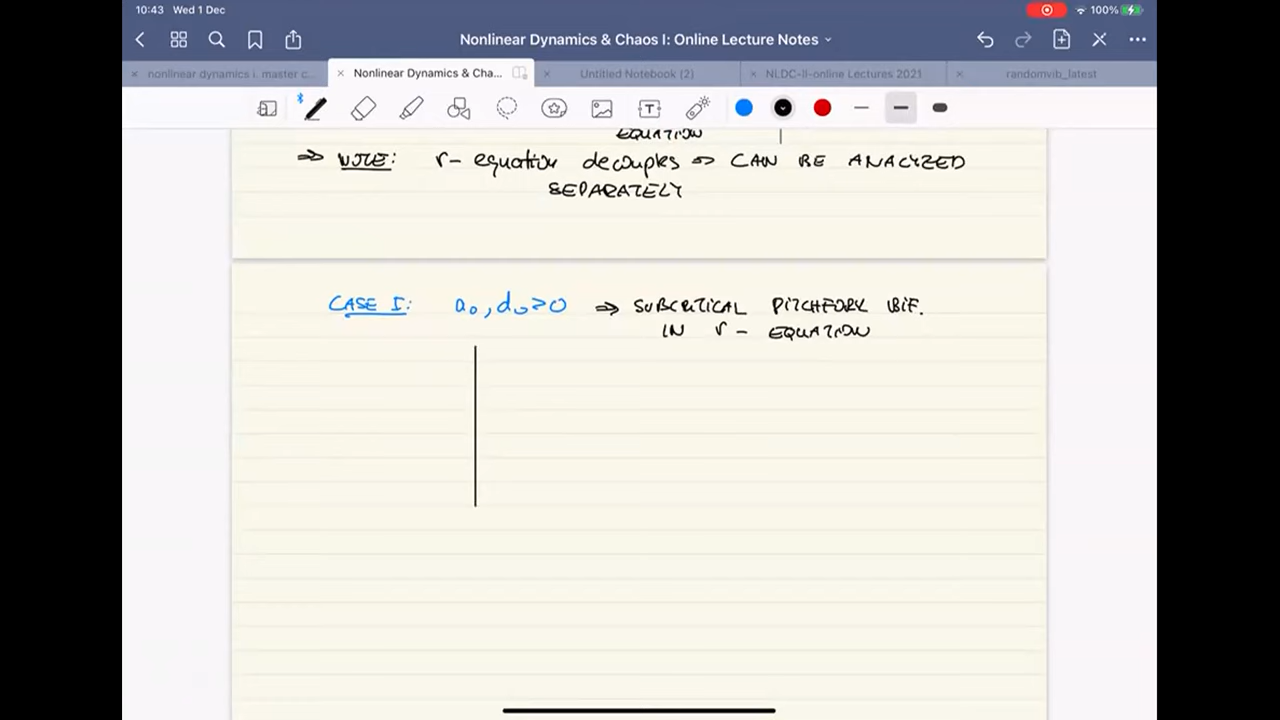 10:43 Wed 1 Dec
100%
Nonlinear Dynamics & Chaos I: Online Lecture Notes
nonlinear dynamics i. master c...
Nonlinear Dynamics & Cha...
Untitled Notebook (2)
NLDC-II-online Lectures 2021
randomvib_latest
EQUATION
⇒ NOTE: r- equation decouples ⇒ CAN BE ANALYZED
SEPARATELY
CASE I: a₀, d₀ > 0 ⇒ SUBCRITICAL PITCHFORK BIF.
IN r - EQUATION